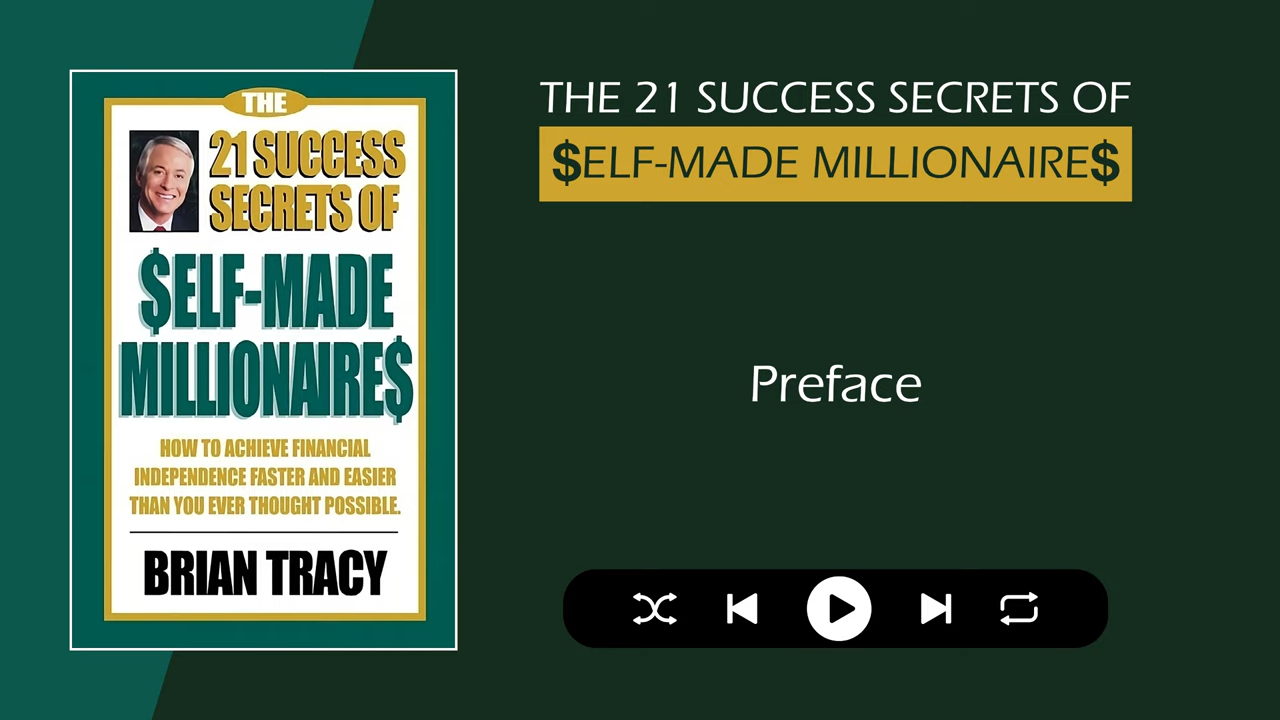 THE
21 SUCCESS
SECRETS OF
$ELF-MADE
MILLIONAIRE$
HOW TO ACHIEVE FINANCIAL
INDEPENDENCE FASTER AND EASIER
THAN YOU EVER THOUGHT POSSIBLE.
BRIAN TRACY
THE 21 SUCCESS SECRETS OF
$ELF-MADE MILLIONAIRE$
Preface